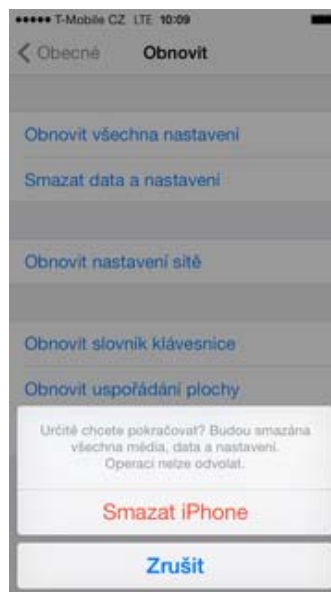 T-Mobile CZ LTE 10:09
Obecné Obnovit
Obnovit všechna nastavení
Smazat data a nastavení
Obnovit nastavení sítě
Obnovit slovník klávesnice
Obnovit uspořádání plochy
Určitě chcete pokračovat? Budou smazána
všechna média, data a nastavení.
Operaci nelze odvolat.
Smazat iPhone
Zrušit